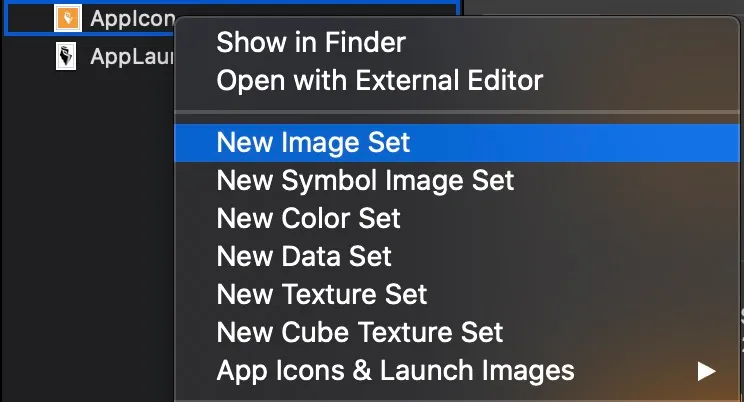 AppIcon
AppLaun
Show in Finder
Open with External Editor
New Image Set
New Symbol Image Set
New Color Set
New Data Set
New Texture Set
New Cube Texture Set
App Icons & Launch Images